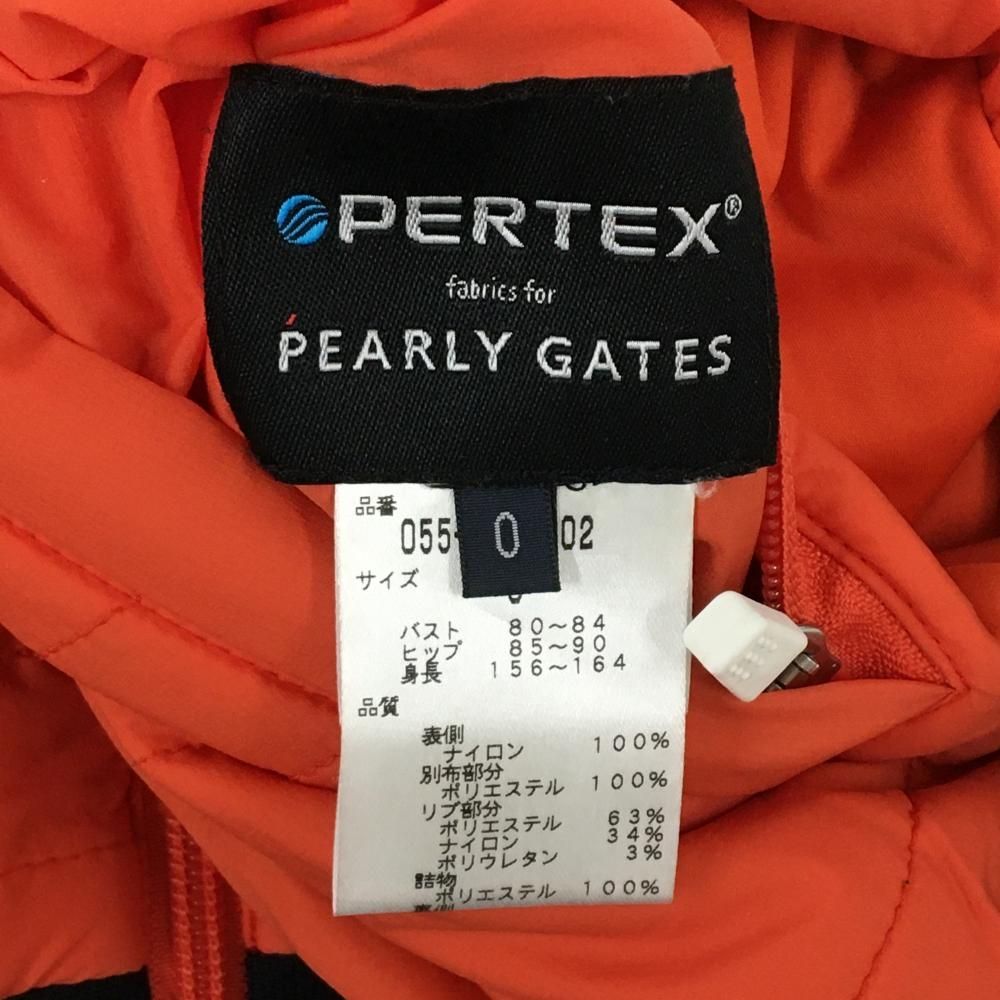 PERTEX®
fabrics for
PEARLY GATES
品番
055- 0 02
サイズ
バスト 80〜84
ヒップ 85〜90
身長 156〜164
品質
表側
ナイロン 100%
別布部分
ポリエステル 100%
リブ部分
ポリエステル 63%
ナイロン 34%
ポリウレタン 3%
詰物
ポリエステル 100%